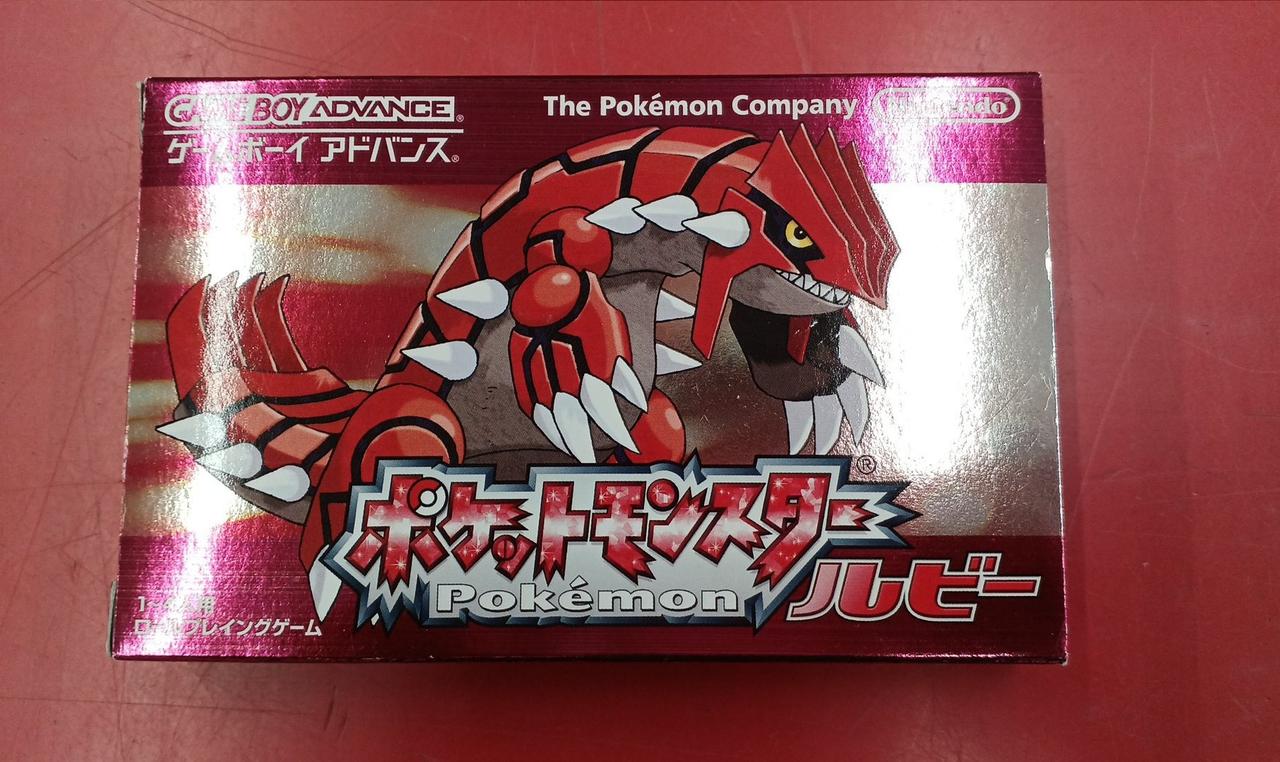 GAME BOY ADVANCE®
ゲームボーイ アドバンス®
The Pokémon Company
Nintendo®
ポケットモンスター®
Pokémon
ルビー
ロールプレイングゲーム